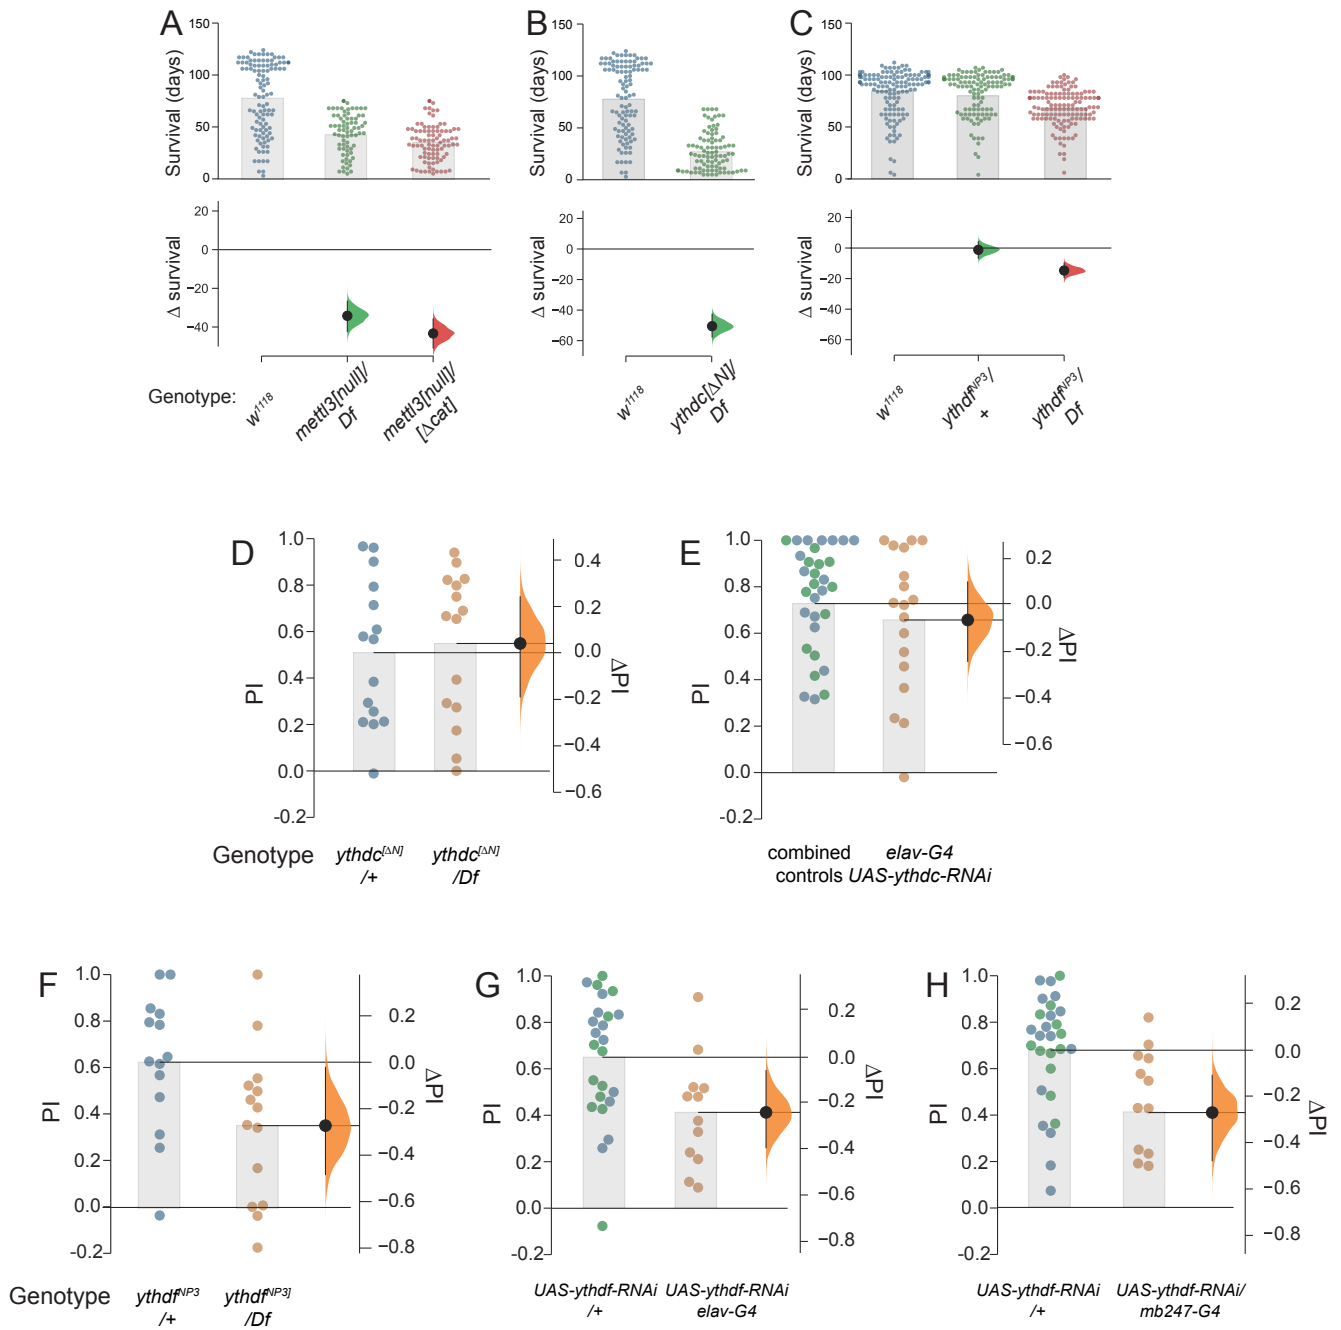 A
B
C
Survival (days)
150
100
50
0
Survival (days)
150
100
50
0
Survival (days)
150
100
50
0
Δ survival
20
0
−20
−40
Δ survival
20
0
−20
−40
−60
Δ survival
20
0
−20
−40
−60
Genotype:
w1118
mettl3[null]/
Df
mettl3[null]/
[Δcat]
w1118
ythdc[ΔN]/
Df
w1118
ythdfNP3/
+
ythdfNP3/
Df
D
PI
1.0
0.8
0.6
0.4
0.2
0.0
-0.2
0.4
0.2
0.0
−0.2
−0.4
−0.6
ΔPI
Genotype
ythdc[ΔN]
/+
ythdc[ΔN]
/Df
E
PI
1.0
0.8
0.6
0.4
0.2
0.0
-0.2
0.2
0.0
−0.2
−0.4
−0.6
ΔPI
combined
controls
elav-G4
UAS-ythdc-RNAi
F
PI
1.0
0.8
0.6
0.4
0.2
0.0
-0.2
0.2
0.0
−0.2
−0.4
−0.6
−0.8
ΔPI
Genotype
ythdfNP3
/+
ythdfNP3]
/Df
G
PI
1.0
0.8
0.6
0.4
0.2
0.0
-0.2
0.2
0.0
−0.2
−0.4
−0.6
−0.8
ΔPI
UAS-ythdf-RNAi
/+
UAS-ythdf-RNAi
elav-G4
H
PI
1.0
0.8
0.6
0.4
0.2
0.0
-0.2
0.2
0.0
−0.2
−0.4
−0.6
−0.8
ΔPI
UAS-ythdf-RNAi
/+
UAS-ythdf-RNAi/
mb247-G4